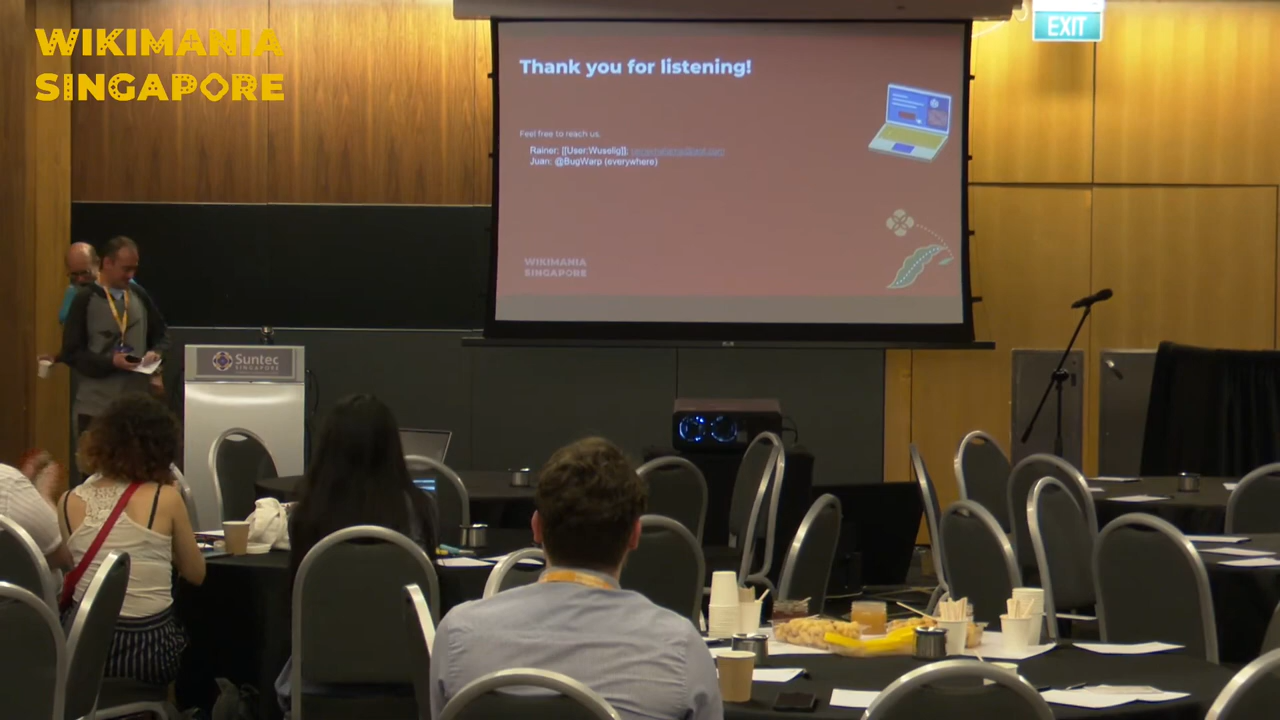 WIKIMANIA
SINGAPORE
EXIT
Thank you for listening!
Feel free to reach us.
Rainer: [[User:Wuselig]];
Juan: @BugWarp (everywhere)
WIKIMANIA
SINGAPORE
Suntec
SINGAPORE